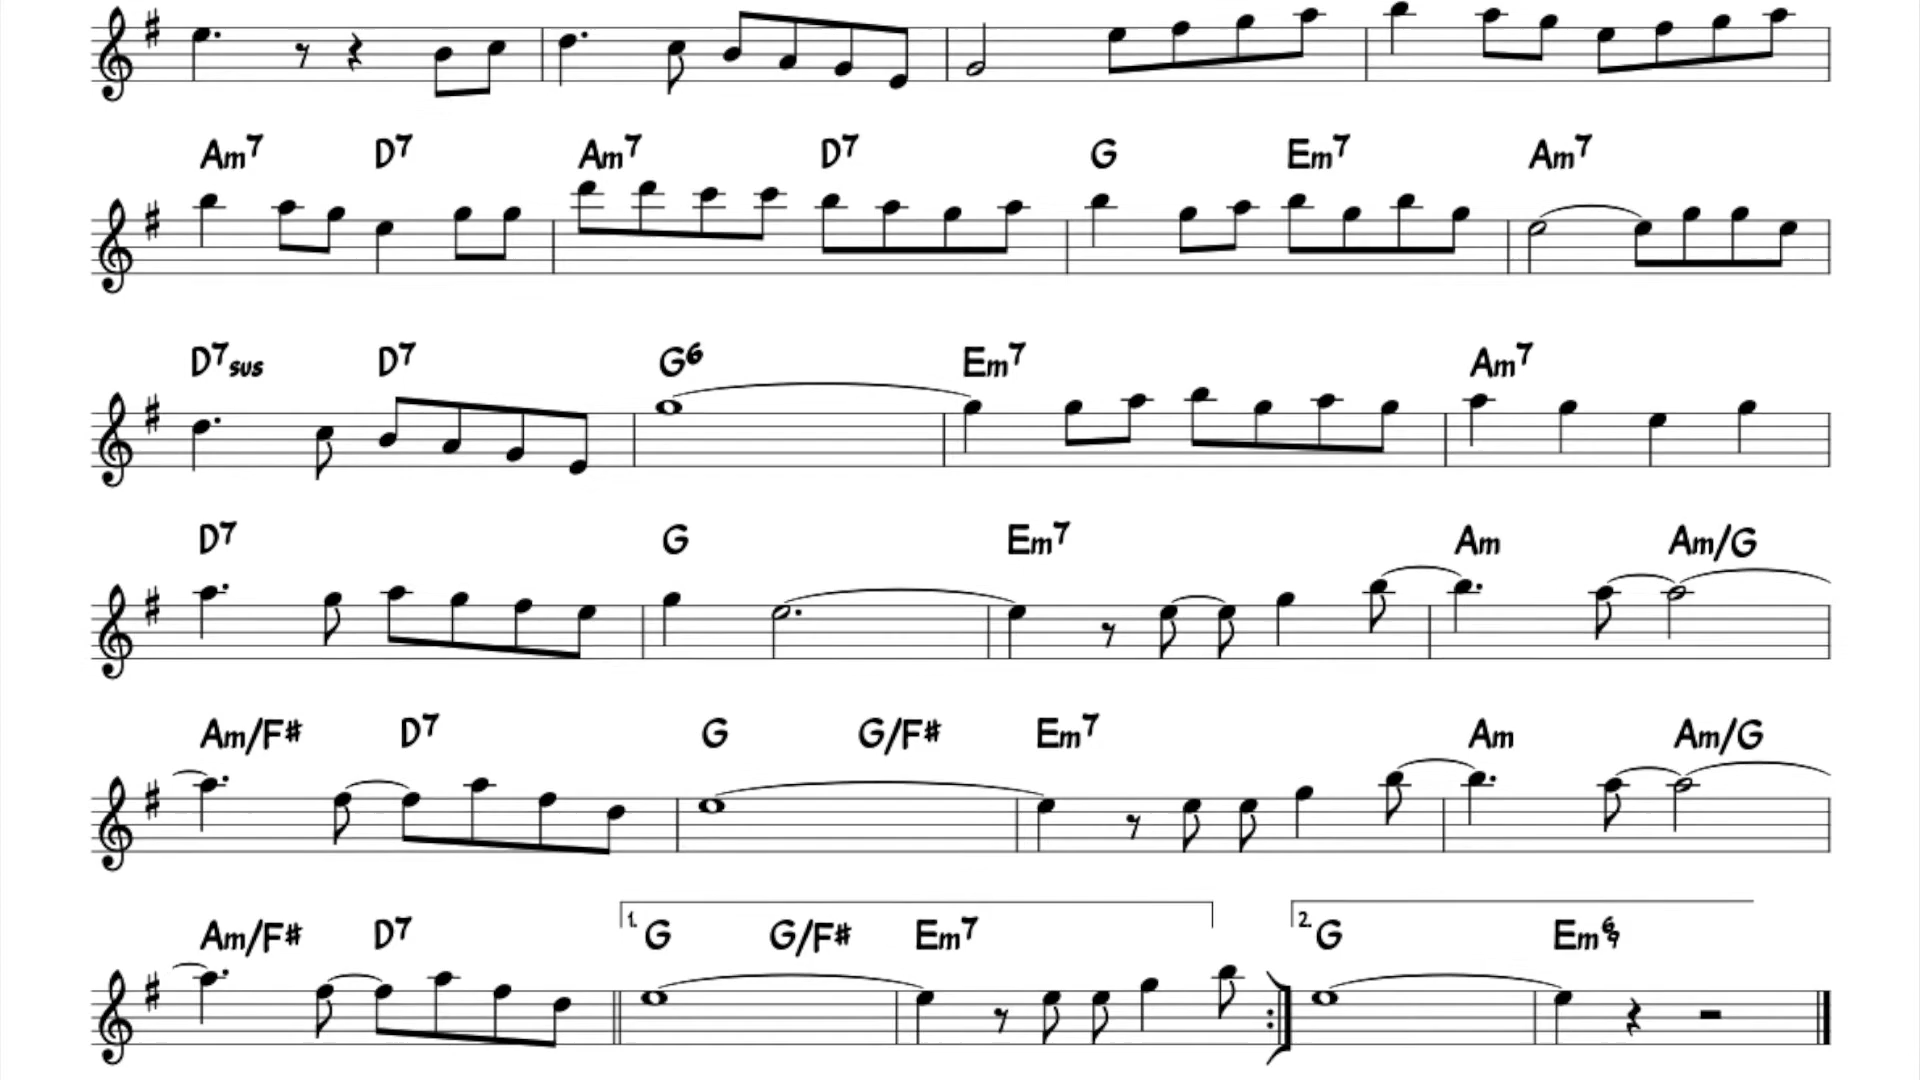 Am7 D7 Am7 D7 G Em7 Am7
D7sus D7 G6 Em7 Am7
D7 G Em7 Am Am/G
Am/F# D7 G G/F# Em7 Am Am/G
1. 2.
Am/F# D7 G G/F# Em7 G Em6/9